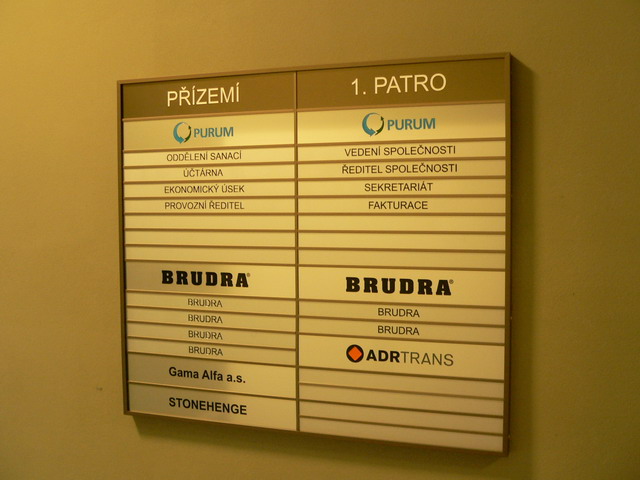 PŘÍZEMÍ
PURUM
ODDĚLENÍ SANACÍ
ÚČTÁRNA
EKONOMICKÝ ÚSEK
PROVOZNÍ ŘEDITEL
BRUDRA®
BRUDRA
BRUDRA
BRUDRA
BRUDRA
Gama Alfa a.s.
STONEHENGE
1. PATRO
PURUM
VEDENÍ SPOLEČNOSTI
ŘEDITEL SPOLEČNOSTI
SEKRETARIÁT
FAKTURACE
BRUDRA®
BRUDRA
BRUDRA
ADRTRANS